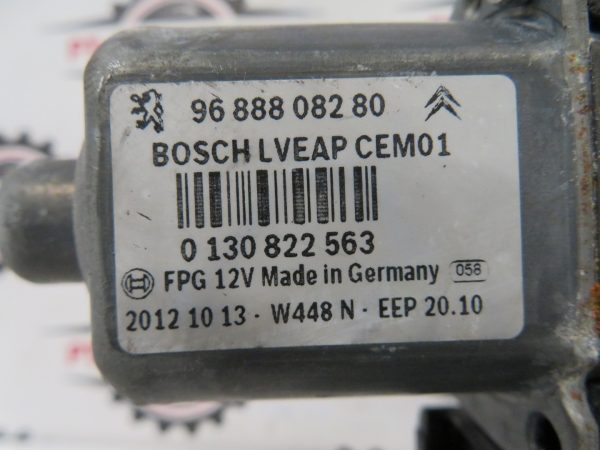 96 888 082 80
BOSCH LVEAP CEM01
0 130 822 563
FPG 12V Made in Germany 058
2012 10 13 · W448 N · EEP 20.10